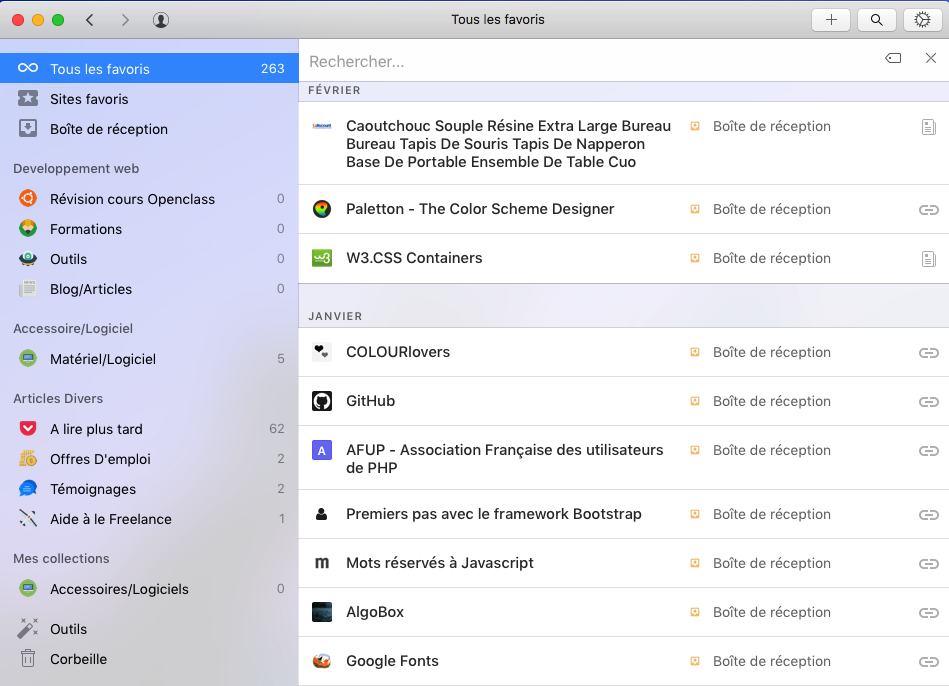 Tous les favoris
Tous les favoris 263
Sites favoris
Boîte de réception
Developpement web
Révision cours Openclass 0
Formations 0
Outils 0
Blog/Articles 0
Accessoire/Logiciel
Matériel/Logiciel 5
Articles Divers
A lire plus tard 62
Offres D'emploi 2
Témoignages 2
Aide à le Freelance 1
Mes collections
Accessoires/Logiciels 0
Outils
Corbeille
Rechercher...
FÉVRIER
Caoutchouc Souple Résine Extra Large Bureau
Bureau Tapis De Souris Tapis De Napperon
Base De Portable Ensemble De Table Cuo
Boîte de réception
Paletton - The Color Scheme Designer
Boîte de réception
W3.CSS Containers
Boîte de réception
JANVIER
COLOURlovers
Boîte de réception
GitHub
Boîte de réception
A
AFUP - Association Française des utilisateurs
de PHP
Boîte de réception
Premiers pas avec le framework Bootstrap
Boîte de réception
m
Mots réservés à Javascript
Boîte de réception
AlgoBox
Boîte de réception
Google Fonts
Boîte de réception